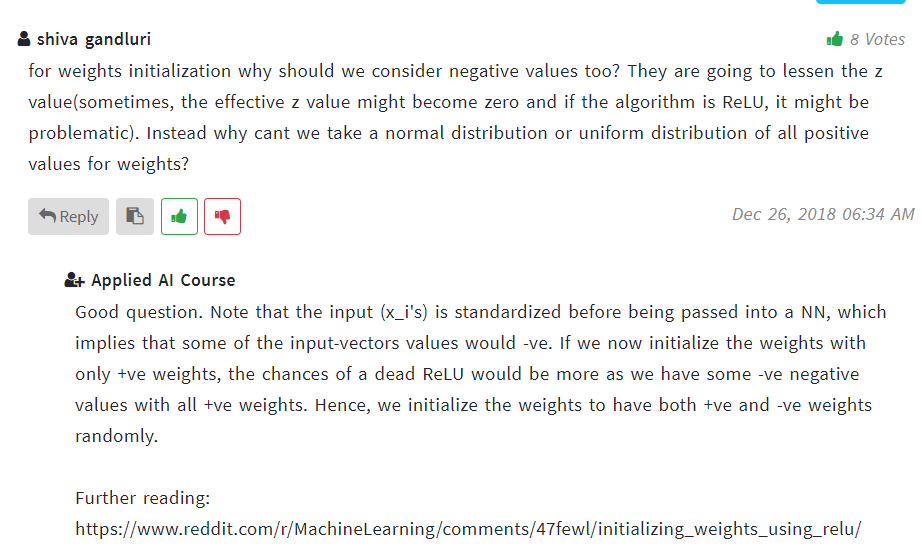 shiva gandluri
8 Votes
for weights initialization why should we consider negative values too? They are going to lessen the z
value(sometimes, the effective z value might become zero and if the algorithm is ReLU, it might be
problematic). Instead why cant we take a normal distribution or uniform distribution of all positive
values for weights?
Reply
Dec 26, 2018 06:34 AM
Applied AI Course
Good question. Note that the input (x_i's) is standardized before being passed into a NN, which
implies that some of the input-vectors values would -ve. If we now initialize the weights with
only +ve weights, the chances of a dead ReLU would be more as we have some -ve negative
values with all +ve weights. Hence, we initialize the weights to have both +ve and -ve weights
randomly.
Further reading:
https://www.reddit.com/r/MachineLearning/comments/47fewl/initializing_weights_using_relu/